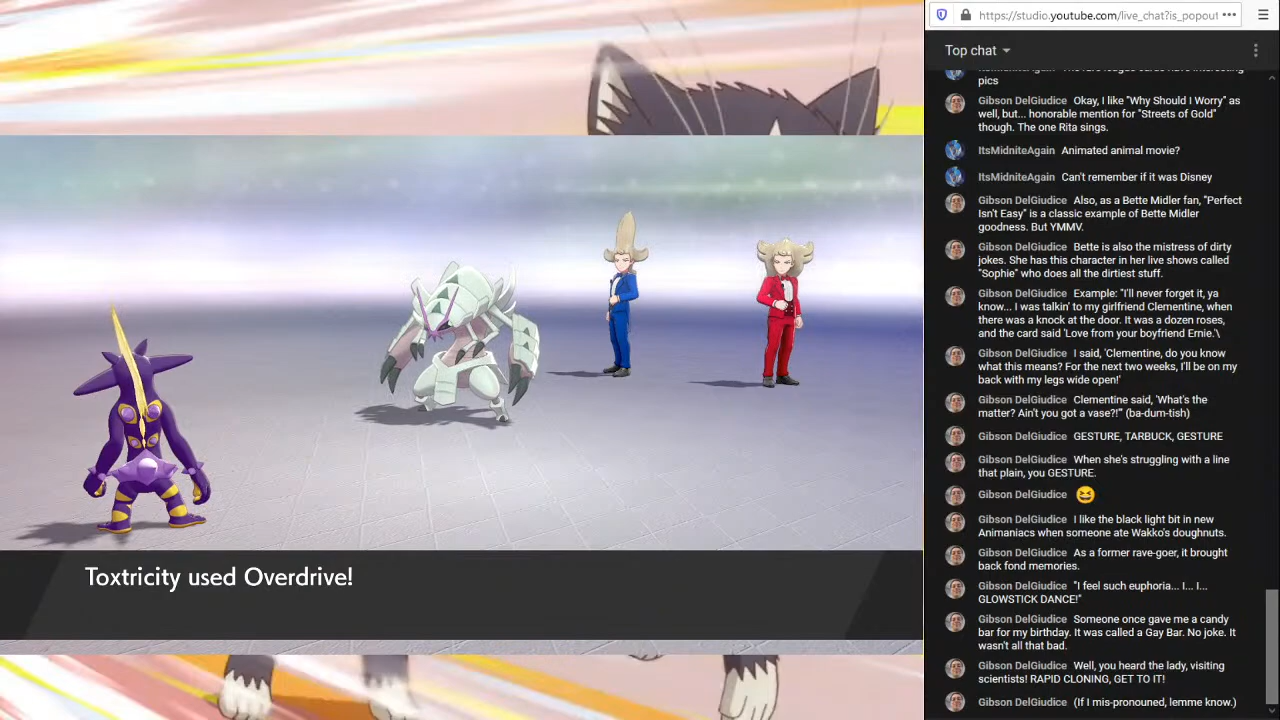 https://studio.youtube.com/live_chat?is_popout
Top chat
pics
Gibson DelGiudice Okay, I like "Why Should I Worry" as
well, but... honorable mention for "Streets of Gold"
though. The one Rita sings.
ItsMidniteAgain Animated animal movie?
ItsMidniteAgain Can't remember if it was Disney
Gibson DelGiudice Also, as a Bette Midler fan, "Perfect
Isn't Easy" is a classic example of Bette Midler
goodness. But YMMV.
Gibson DelGiudice Bette is also the mistress of dirty
jokes. She has this character in her live shows called
"Sophie" who does all the dirtiest stuff.
Gibson DelGiudice Example: "I'll never forget it, ya
know... I was talkin' to my girlfriend Clementine, when
there was a knock at the door. It was a dozen roses,
and the card said 'Love from your boyfriend Ernie.'\
Gibson DelGiudice I said, 'Clementine, do you know
what this means? For the next two weeks, I'll be on my
back with my legs wide open!'
Gibson DelGiudice Clementine said, 'What's the
matter? Ain't you got a vase?!'" (ba-dum-tish)
Gibson DelGiudice GESTURE, TARBUCK, GESTURE
Gibson DelGiudice When she's struggling with a line
that plain, you GESTURE.
Gibson DelGiudice 😆
Gibson DelGiudice I like the black light bit in new
Animaniacs when someone ate Wakko's doughnuts.
Gibson DelGiudice As a former rave-goer, it brought
back fond memories.
Gibson DelGiudice "I feel such euphoria... I... I...
GLOWSTICK DANCE!"
Gibson DelGiudice Someone once gave me a candy
bar for my birthday. It was called a Gay Bar. No joke. It
wasn't all that bad.
Gibson DelGiudice Well, you heard the lady, visiting
scientists! RAPID CLONING, GET TO IT!
Gibson DelGiudice (If I mis-pronounced, lemme know.)
Toxtricity used Overdrive!